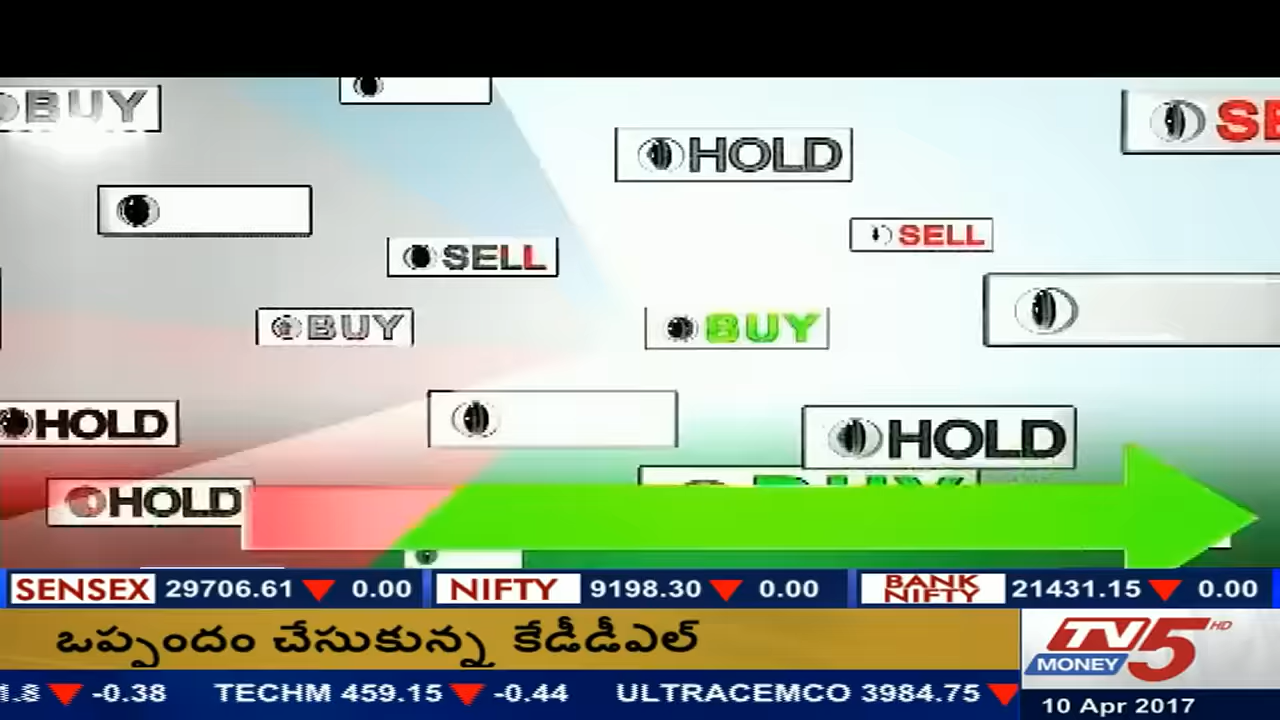 BUY
HOLD
SELL
SELL
BUY
BUY
HOLD
HOLD
HOLD
BUY
SENSEX 29706.61 0.00 NIFTY 9198.30 0.00 BANK NIFTY 21431.15 0.00
ఒప్పందం చేసుకున్న కేడీడీఎల్
TV5 HD
MONEY
-0.38 TECHM 459.15 -0.44 ULTRACEMCO 3984.75
10 Apr 2017